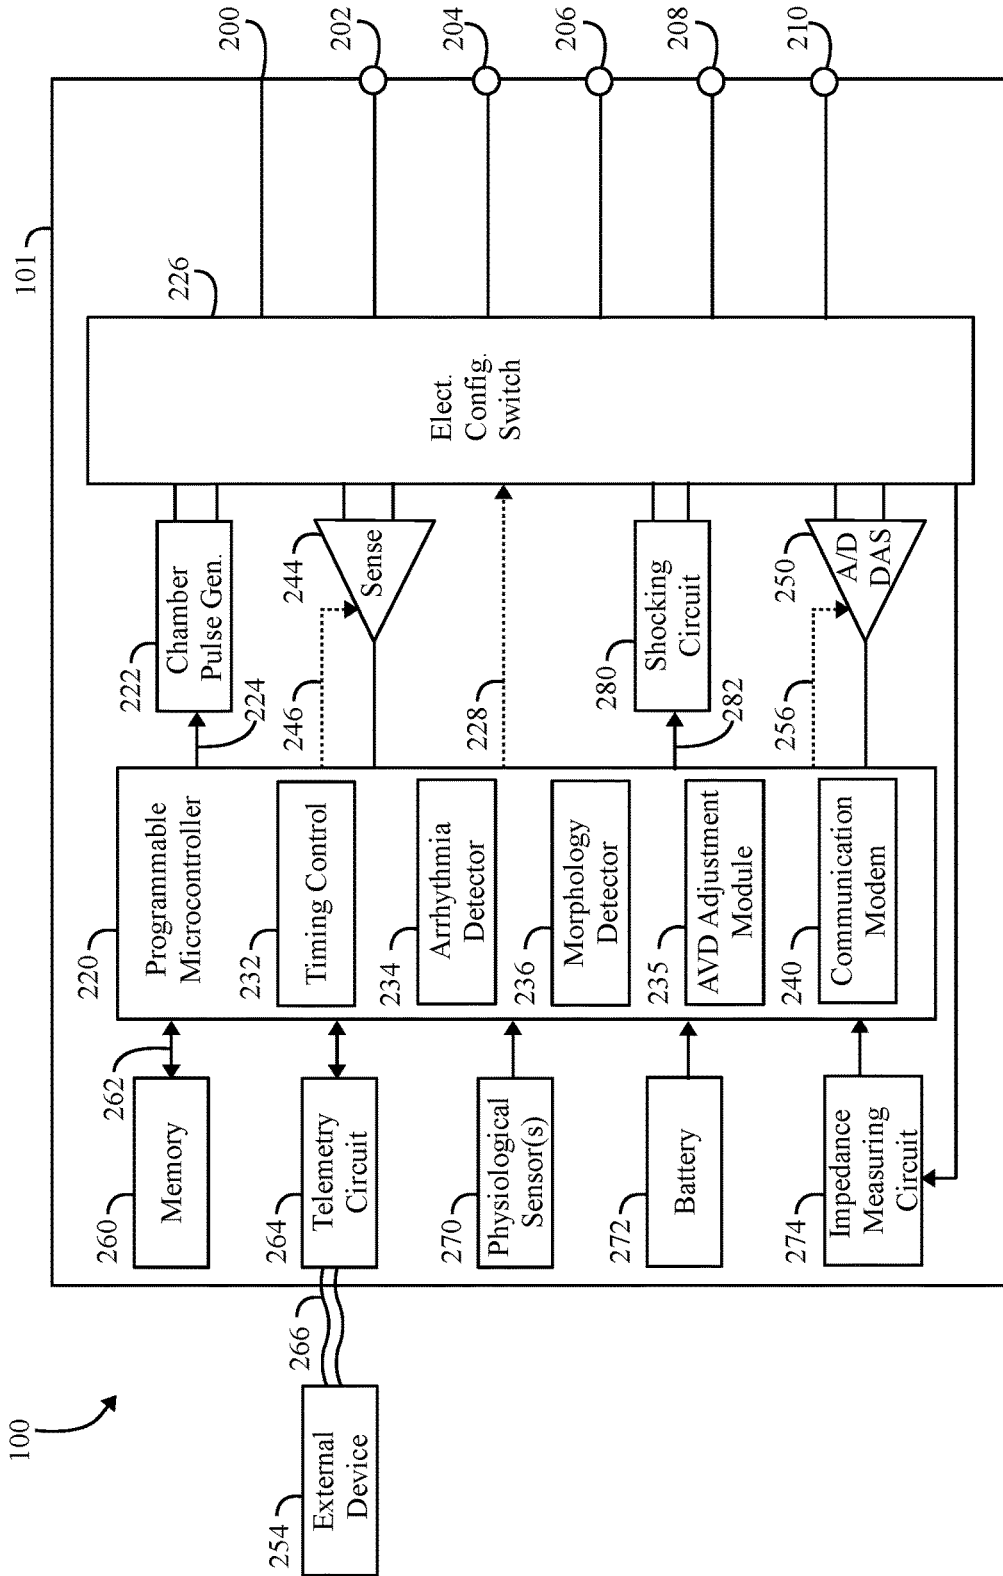 100
101
200
202
204
206
208
210
226
Elect.
Config.
Switch
222
Chamber
Pulse Gen.
224
244
Sense
246
228
280
Shocking
Circuit
282
250
A/D
DAS
256
220
Programmable
Microcontroller
232
Timing Control
234
Arrhythmia
Detector
236
Morphology
Detector
235
AVD Adjustment
Module
240
Communication
Modem
262
260
Memory
264
Telemetry
Circuit
266
270
Physiological
Sensor(s)
272
Battery
274
Impedance
Measuring
Circuit
254
External
Device